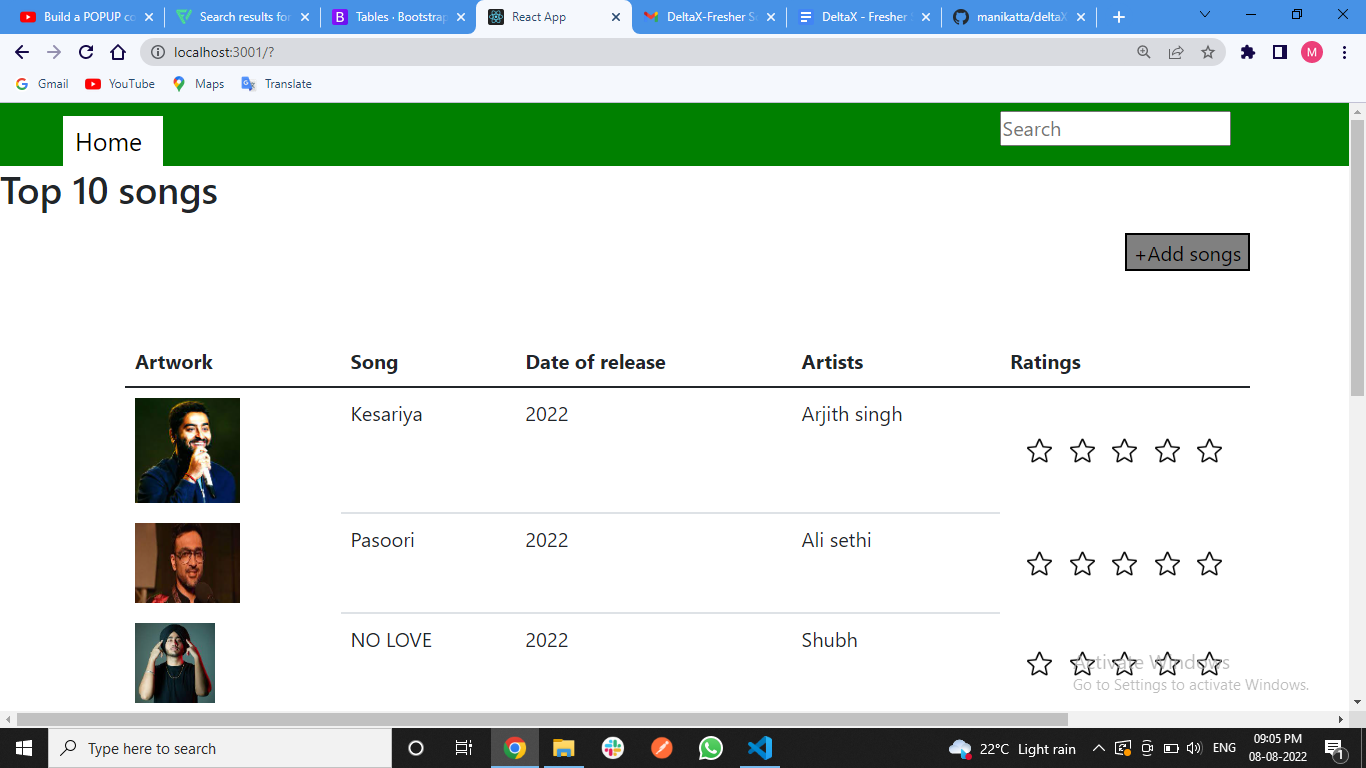 Build a POPUP co
Search results for
Tables · Bootstrap
React App
DeltaX-Fresher S
DeltaX - Fresher
manikatta/deltaX
localhost:3001/?
M
Gmail
YouTube
Maps
Translate
Home
Search
Top 10 songs
+Add songs
Artwork Song Date of release Artists Ratings
Kesariya 2022 Arjith singh
Pasoori 2022 Ali sethi
NO LOVE 2022 Shubh
Activate Windows
Go to Settings to activate Windows.
Type here to search
22°C Light rain
ENG
09:05 PM
08-08-2022
1